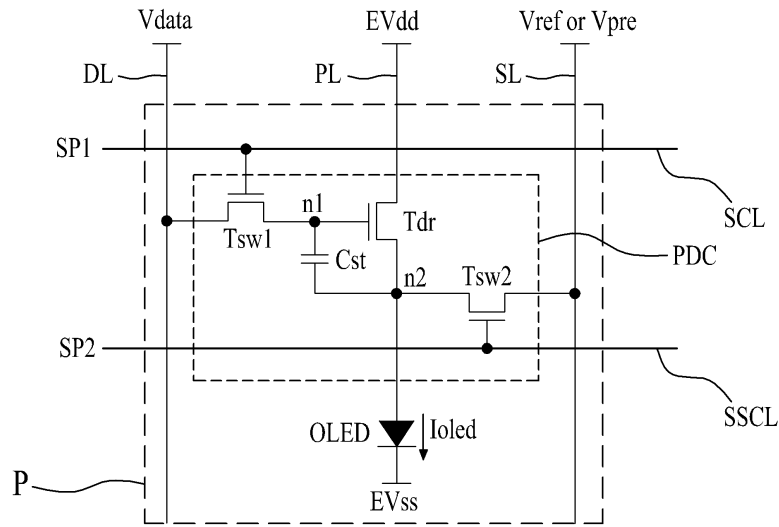 Vdata
EVdd
Vref or Vpre
DL
PL
SL
SP1
SCL
n1
Tdr
Tsw1
Cst
PDC
n2
Tsw2
SP2
SSCL
OLED
Ioled
P
EVss